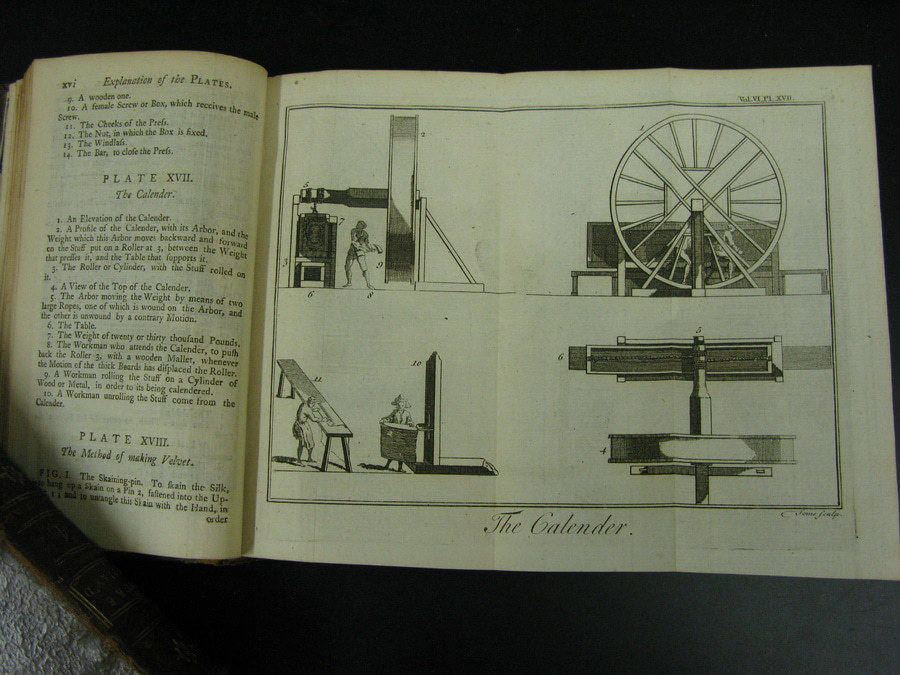 xvi Explanation of the PLATES.
9. A wooden one.
10. A female Screw or Box, which receives the male
Screw.
11. The Cheeks of the Press.
12. The Nut, in which the Box is fixed.
13. The Windlass.
14. The Bar, to close the Press.
PLATE XVII.
The Calender.
1. An Elevation of the Calender.
2. A Profile of the Calender, with its Arbor, and the
Weight which this Arbor moves backward and forward
on the Stuff put on a Roller at 3, between the Weight
that presses it, and the Table that supports it.
3. The Roller or Cylinder, with the Stuff rolled on
it.
4. A View of the Top of the Calender.
5. The Arbor moving the Weight by means of two
large Ropes, one of which is wound on the Arbor, and
the other is unwound by a contrary Motion.
6. The Table.
7. The Weight of twenty or thirty thousand Pounds.
8. The Workman who attends the Calender, to push
back the Roller 3, with a wooden Mallet, whenever
the Motion of the thick Boards has displaced the Roller.
9. A Workman rolling the Stuff on a Cylinder of
Wood or Metal, in order to its being calendered.
10. A Workman unrolling the Stuff come from the
Calender.
PLATE XVIII.
The Method of making Velvet.
FIG. I. The Skaining-pin. To skain the Silk,
hang up a Skain on a Pin 2, fastened into the Up-
and untangle this Skain with the Hand, in
order
Vol. VI. Pl. XVII.
1
2
5
7
3
9
6
8
11
10
5
6
4
sculp.
The Calender.